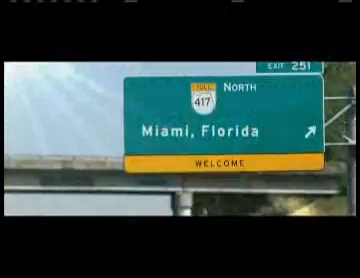 EXIT 251
TOLL
417
NORTH
Miami, Florida
WELCOME